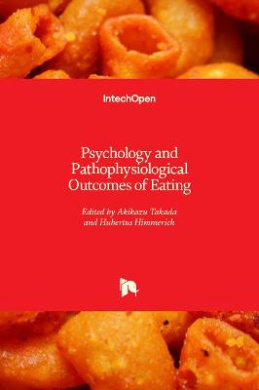 IntechOpen
Psychology and
Pathophysiological
Outcomes of Eating
Edited by Akikazu Takada
and Hubertus Himmerich